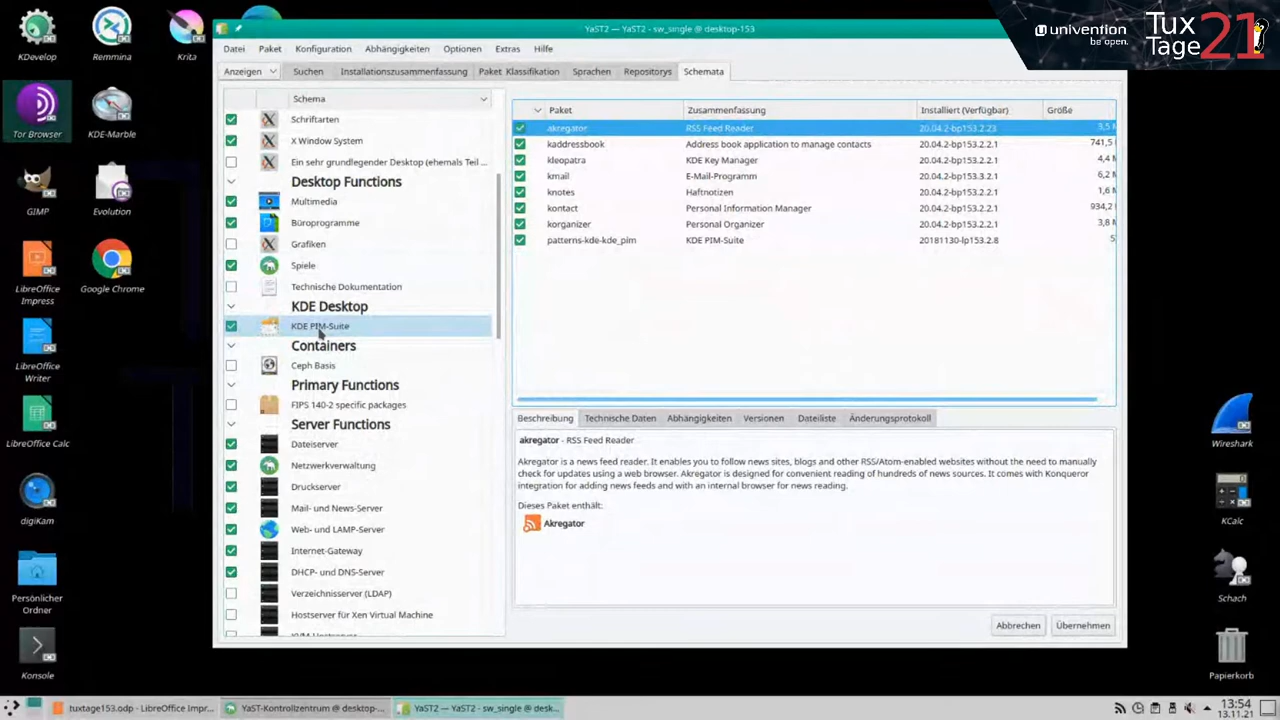 YaST2 — YaST2 - sw_single @ desktop-153
univention
be open.
Tux
Tage
21
KDevelop
Remmina
Krita
Tor Browser
KDE-Marble
GIMP
Evolution
LibreOffice
Impress
Google Chrome
LibreOffice
Writer
LibreOffice Calc
digiKam
Persönlicher
Ordner
Konsole
Datei Paket Konfiguration Abhängigkeiten Optionen Extras Hilfe
Anzeigen Suchen Installationszusammenfassung Paket Klassifikation Sprachen Repositorys Schemata
Schema
Schriftarten
X Window System
Ein sehr grundlegender Desktop (ehemals Teil ...
Desktop Functions
Multimedia
Büroprogramme
Grafiken
Spiele
Technische Dokumentation
KDE Desktop
KDE PIM-Suite
Containers
Ceph Basis
Primary Functions
FIPS 140-2 specific packages
Server Functions
Dateiserver
Netzwerkverwaltung
Druckserver
Mail- und News-Server
Web- und LAMP-Server
Internet-Gateway
DHCP- und DNS-Server
Verzeichnisserver (LDAP)
Hostserver für Xen Virtual Machine
Paket Zusammenfassung Installiert (Verfügbar) Größe
akregator RSS Feed Reader 20.04.2-bp153.2.23 3,5 M
kaddressbook Address book application to manage contacts 20.04.2-bp153.2.2.1 741,5
kleopatra KDE Key Manager 20.04.2-bp153.2.2.1 4,4 M
kmail E-Mail-Programm 20.04.2-bp153.3.2.1 6,2 M
knotes Haftnotizen 20.04.2-bp153.2.2.1 1,6 M
kontact Personal Information Manager 20.04.2-bp153.2.2.1 934,2
korganizer Personal Organizer 20.04.2-bp153.2.2.1 3,8 M
patterns-kde-kde_pim KDE PIM-Suite 20181130-lp153.2.8 5
Beschreibung Technische Daten Abhängigkeiten Versionen Dateiliste Änderungsprotokoll
akregator - RSS Feed Reader
Akregator is a news feed reader. It enables you to follow news sites, blogs and other RSS/Atom-enabled websites without the need to manually
check for updates using a web browser. Akregator is designed for convenient reading of hundreds of news sources. It comes with Konqueror
integration for adding news feeds and with an internal browser for news reading.
Dieses Paket enthält:
Akregator
Abbrechen Übernehmen
Wireshark
KCalc
Schach
Papierkorb
tuxtage153.odp - LibreOffice Impr... YaST-Kontrollzentrum @ desktop-... YaST2 — YaST2 - sw_single @ desk...
13:54
13.11.21